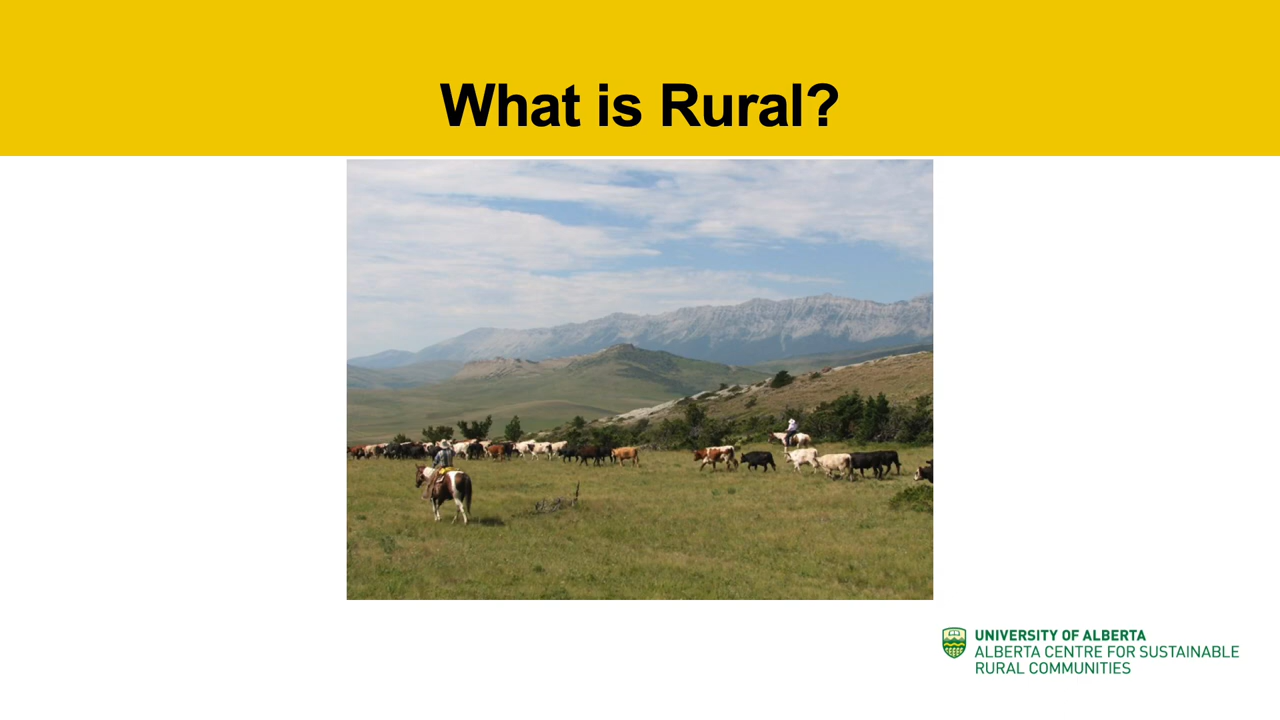 What is Rural?
UNIVERSITY OF ALBERTA
ALBERTA CENTRE FOR SUSTAINABLE
RURAL COMMUNITIES